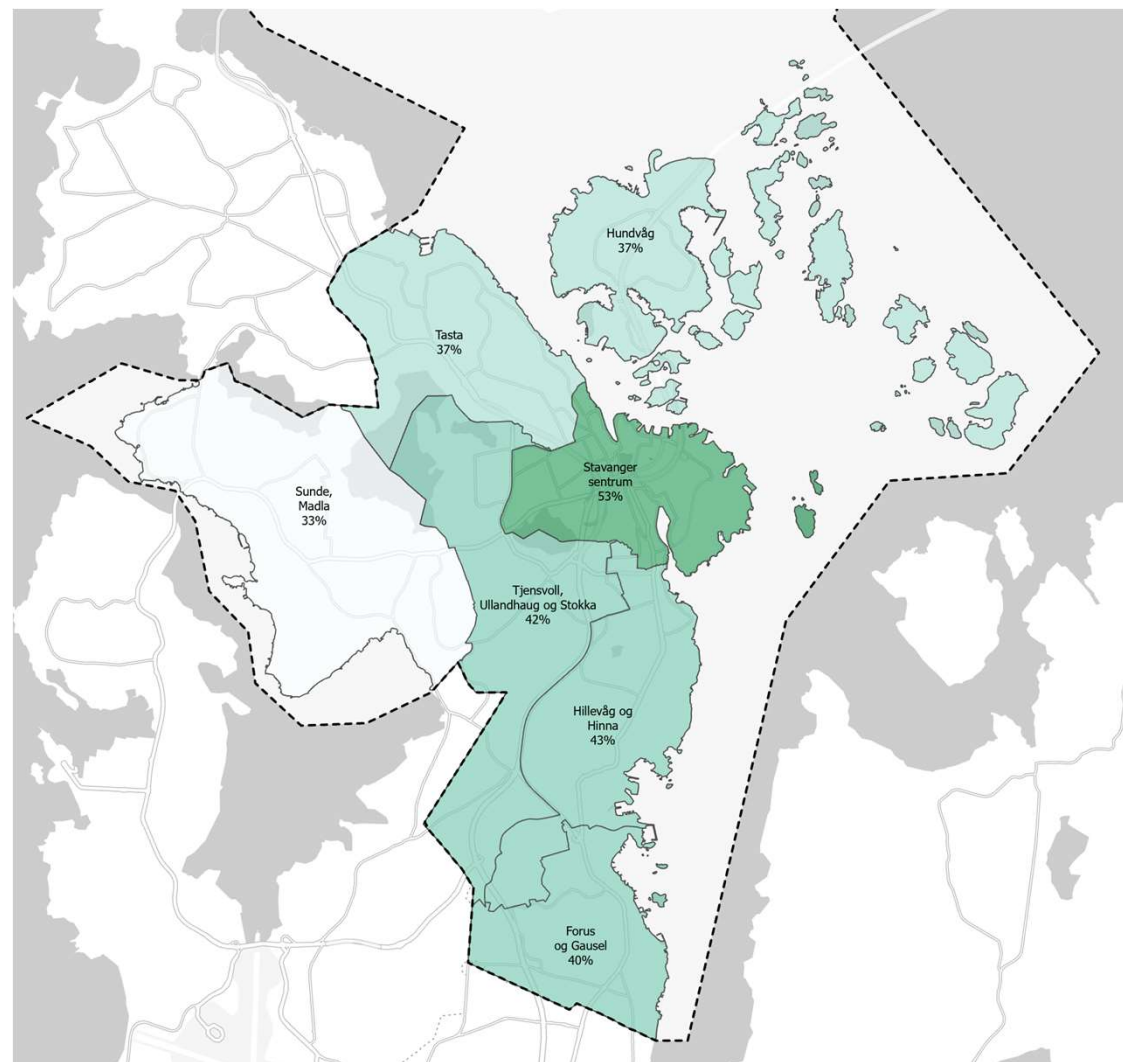 Hundvåg
37%
Tasta
37%
Stavanger
sentrum
53%
Sunde,
Madla
33%
Tjensvoll,
Ullandhaug og Stokka
42%
Hillevåg og
Hinna
43%
Forus
og Gausel
40%